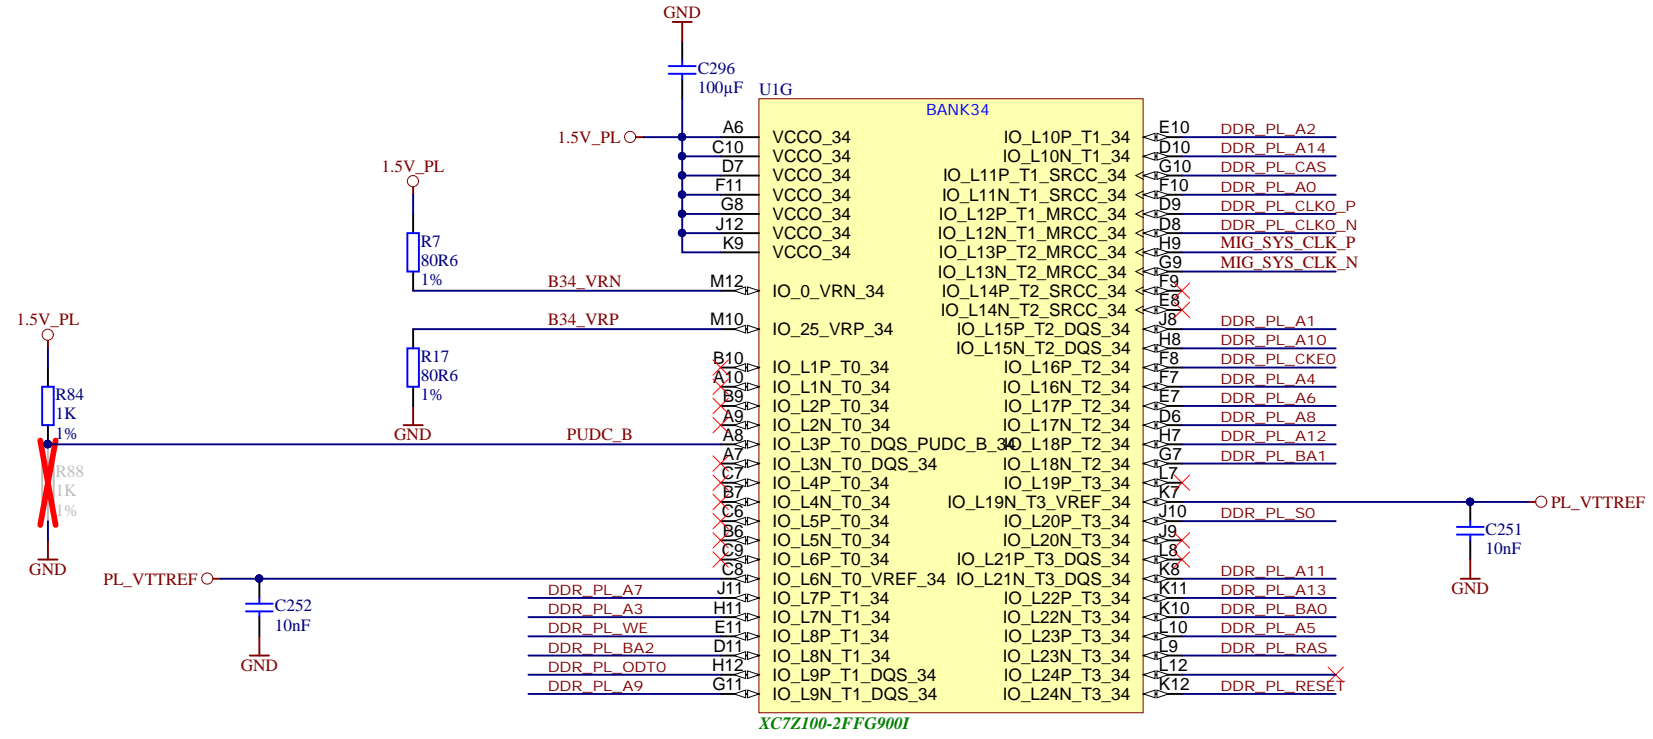 GND
C296
100µF
U1G
BANK34
1.5V_PL
A6 VCCO_34
C10 VCCO_34
D7 VCCO_34
F11 VCCO_34
G8 VCCO_34
J12 VCCO_34
K9 VCCO_34
1.5V_PL
R7
80R6
1%
B34_VRN M12 IO_0_VRN_34
B34_VRP M10 IO_25_VRP_34
R17
80R6
1%
GND
1.5V_PL
R84
1K
1%
R88
1K
1%
GND
B10 IO_L1P_T0_34
A10 IO_L1N_T0_34
B9 IO_L2P_T0_34
A9 IO_L2N_T0_34
PUDC_B A8 IO_L3P_T0_DQS_PUDC_B_34
A7 IO_L3N_T0_DQS_34
C7 IO_L4P_T0_34
B7 IO_L4N_T0_34
C6 IO_L5P_T0_34
B6 IO_L5N_T0_34
C9 IO_L6P_T0_34
PL_VTTREF C8 IO_L6N_T0_VREF_34
C252
10nF
GND
DDR_PL_A7 J11 IO_L7P_T1_34
DDR_PL_A3 H11 IO_L7N_T1_34
DDR_PL_WE E11 IO_L8P_T1_34
DDR_PL_BA2 D11 IO_L8N_T1_34
DDR_PL_ODT0 H12 IO_L9P_T1_DQS_34
DDR_PL_A9 G11 IO_L9N_T1_DQS_34
IO_L10P_T1_34 E10 DDR_PL_A2
IO_L10N_T1_34 D10 DDR_PL_A14
IO_L11P_T1_SRCC_34 G10 DDR_PL_CAS
IO_L11N_T1_SRCC_34 F10 DDR_PL_A0
IO_L12P_T1_MRCC_34 D9 DDR_PL_CLK0_P
IO_L12N_T1_MRCC_34 D8 DDR_PL_CLK0_N
IO_L13P_T2_MRCC_34 H9 MIG_SYS_CLK_P
IO_L13N_T2_MRCC_34 G9 MIG_SYS_CLK_N
IO_L14P_T2_SRCC_34 F9
IO_L14N_T2_SRCC_34 E8
IO_L15P_T2_DQS_34 J8 DDR_PL_A1
IO_L15N_T2_DQS_34 H8 DDR_PL_A10
IO_L16P_T2_34 F8 DDR_PL_CKE0
IO_L16N_T2_34 F7 DDR_PL_A4
IO_L17P_T2_34 E7 DDR_PL_A6
IO_L17N_T2_34 D6 DDR_PL_A8
IO_L18P_T2_34 H7 DDR_PL_A12
IO_L18N_T2_34 G7 DDR_PL_BA1
IO_L19P_T3_34 L7
IO_L19N_T3_VREF_34 K7 PL_VTTREF
IO_L20P_T3_34 J10 DDR_PL_S0
IO_L20N_T3_34 J9
IO_L21P_T3_DQS_34 L8
IO_L21N_T3_DQS_34 K8 DDR_PL_A11
IO_L22P_T3_34 K11 DDR_PL_A13
IO_L22N_T3_34 K10 DDR_PL_BA0
IO_L23P_T3_34 L10 DDR_PL_A5
IO_L23N_T3_34 L9 DDR_PL_RAS
IO_L24P_T3_34 L12
IO_L24N_T3_34 K12 DDR_PL_RESET
C251
10nF
GND
XC7Z100-2FFG900I